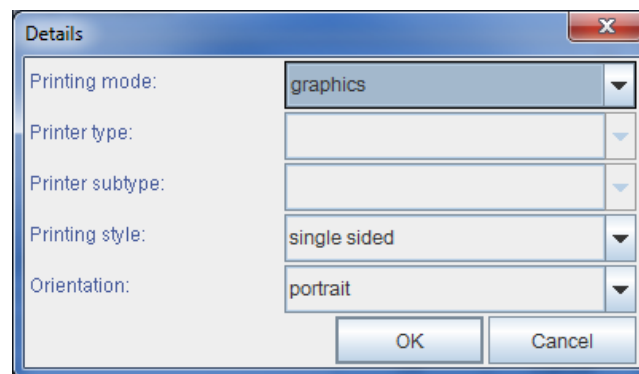 Details
Printing mode: graphics
Printer type:
Printer subtype:
Printing style: single sided
Orientation: portrait
OK Cancel